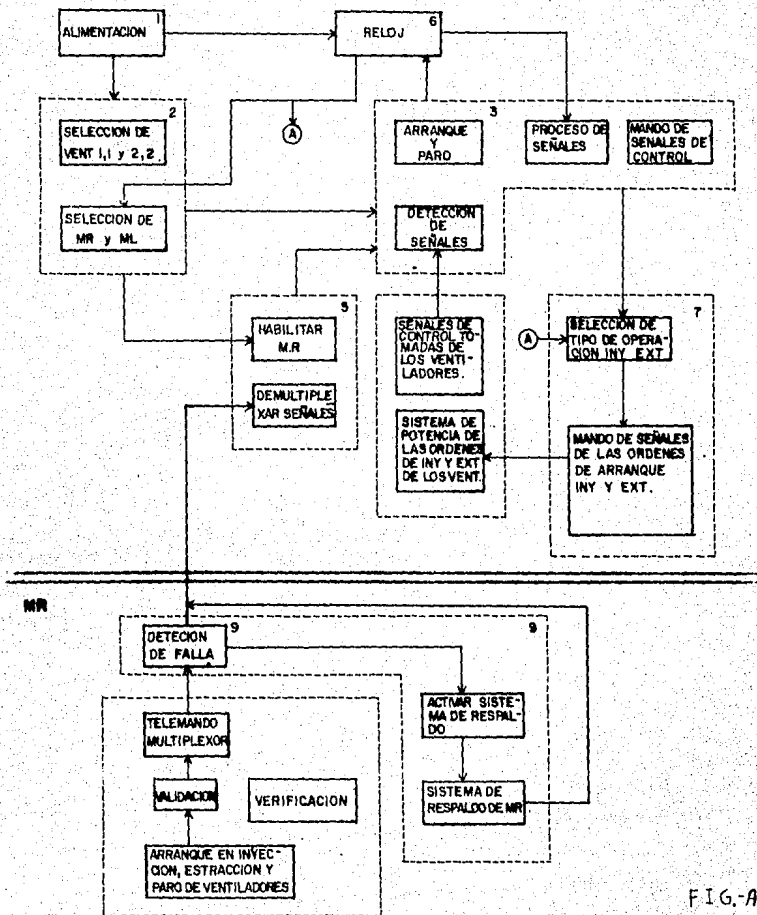 1
ALIMENTACION
6
RELOJ
2
SELECCION DE
VENT 1,1 y 2,2.
SELECCION DE
MR y ML
A
3
ARRANQUE
Y
PARO
PROCESO DE
SEÑALES
MANDO DE
SEÑALES DE
CONTROL
DETECCION
DE
SEÑALES
5
HABILITAR
M.R
DEMULTIPLE
XAR SEÑALES
SEÑALES DE
CONTROL TO-
MADAS DE
LOS VENTI-
LADORES.
SISTEMA DE
POTENCIA DE
LAS ORDENES
DE INY Y EXT
DE LOS VENT.
7
A
SELECCION DE
TIPO DE OPERA-
CION INY EXT
MANDO DE SEÑALES
DE LAS ORDENES
DE ARRANQUE
INY Y EXT.
MR
9
DETECION
DE FALLA
9
ACTIVAR SISTE-
MA DE RESPAL-
DO
SISTEMA DE
RESPALDO DE MR
TELEMANDO
MULTIPLEXOR
VALIDACION
VERIFICACION
ARRANQUE EN INYEC-
CION, ESTRACCION Y
PARO DE VENTILADORES
FIG.-A